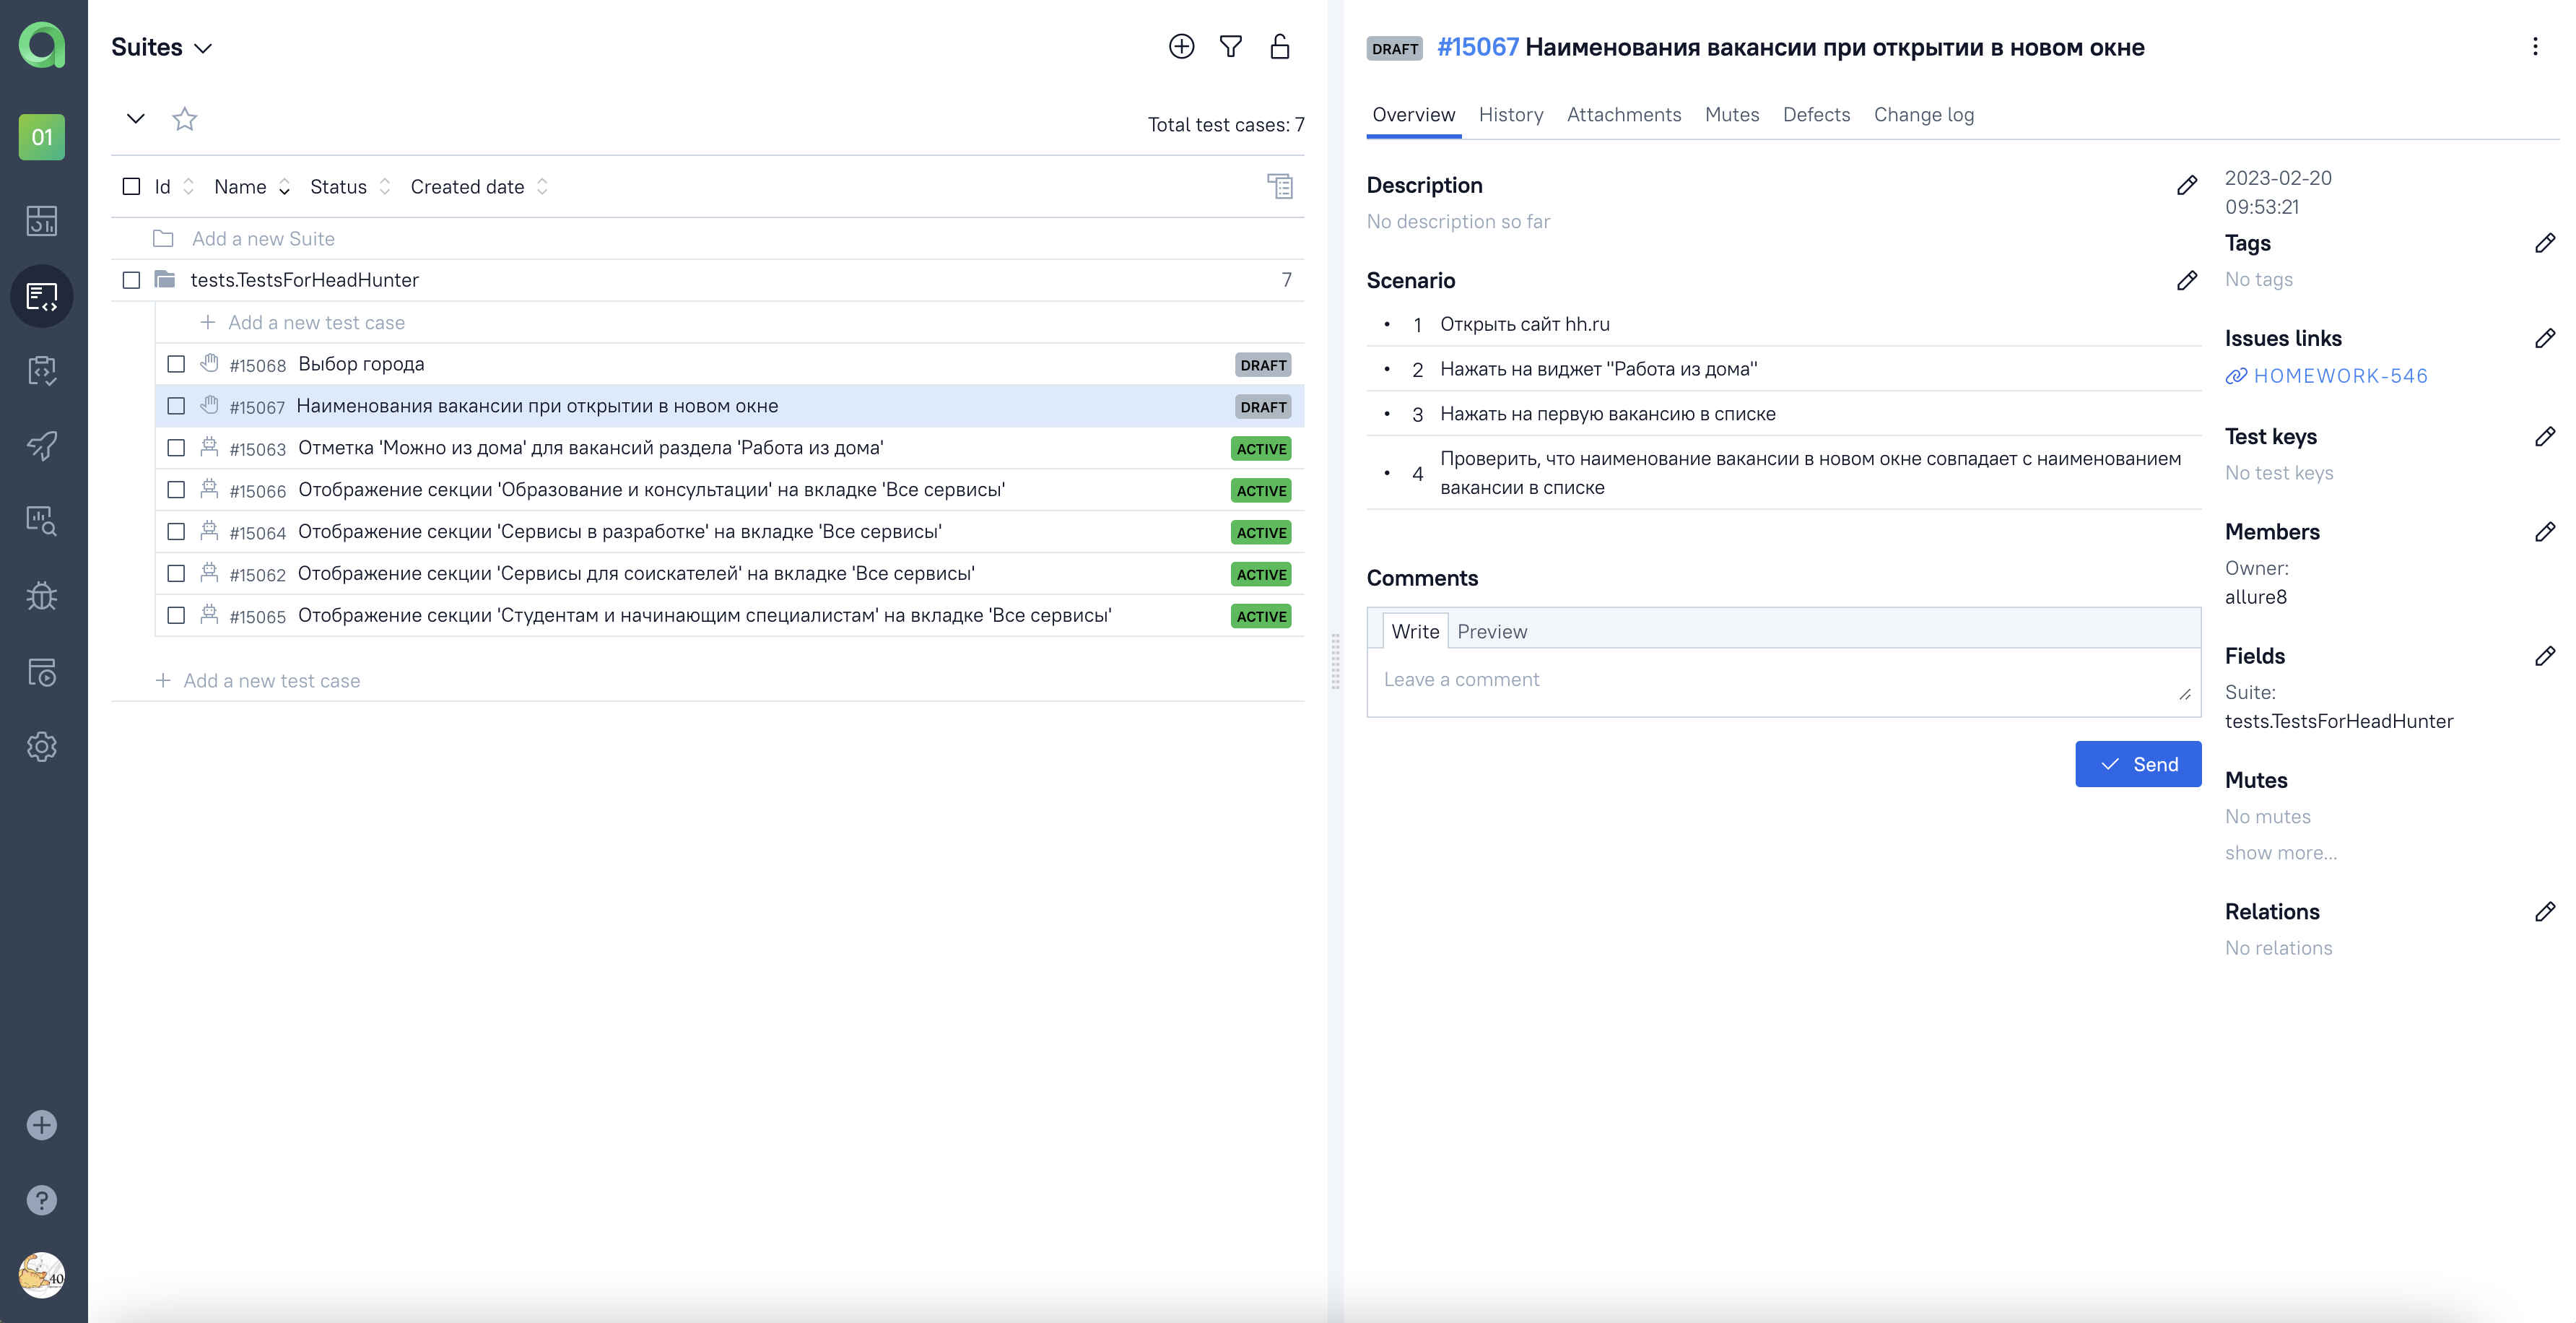 Suites
01
Total test cases: 7
Id Name Status Created date
Add a new Suite
tests.TestsForHeadHunter 7
Add a new test case
#15068 Выбор города DRAFT
#15067 Наименования вакансии при открытии в новом окне DRAFT
#15063 Отметка 'Можно из дома' для вакансий раздела 'Работа из дома' ACTIVE
#15066 Отображение секции 'Образование и консультации' на вкладке 'Все сервисы' ACTIVE
#15064 Отображение секции 'Сервисы в разработке' на вкладке 'Все сервисы' ACTIVE
#15062 Отображение секции 'Сервисы для соискателей' на вкладке 'Все сервисы' ACTIVE
#15065 Отображение секции 'Студентам и начинающим специалистам' на вкладке 'Все сервисы' ACTIVE
Add a new test case
40
DRAFT #15067 Наименования вакансии при открытии в новом окне
Overview History Attachments Mutes Defects Change log
Description
No description so far
Scenario
• 1 Открыть сайт hh.ru
• 2 Нажать на виджет "Работа из дома"
• 3 Нажать на первую вакансию в списке
• 4 Проверить, что наименование вакансии в новом окне совпадает с наименованием
вакансии в списке
Comments
Write Preview
Leave a comment
Send
2023-02-20
09:53:21
Tags
No tags
Issues links
HOMEWORK-546
Test keys
No test keys
Members
Owner:
allure8
Fields
Suite:
tests.TestsForHeadHunter
Mutes
No mutes
show more...
Relations
No relations